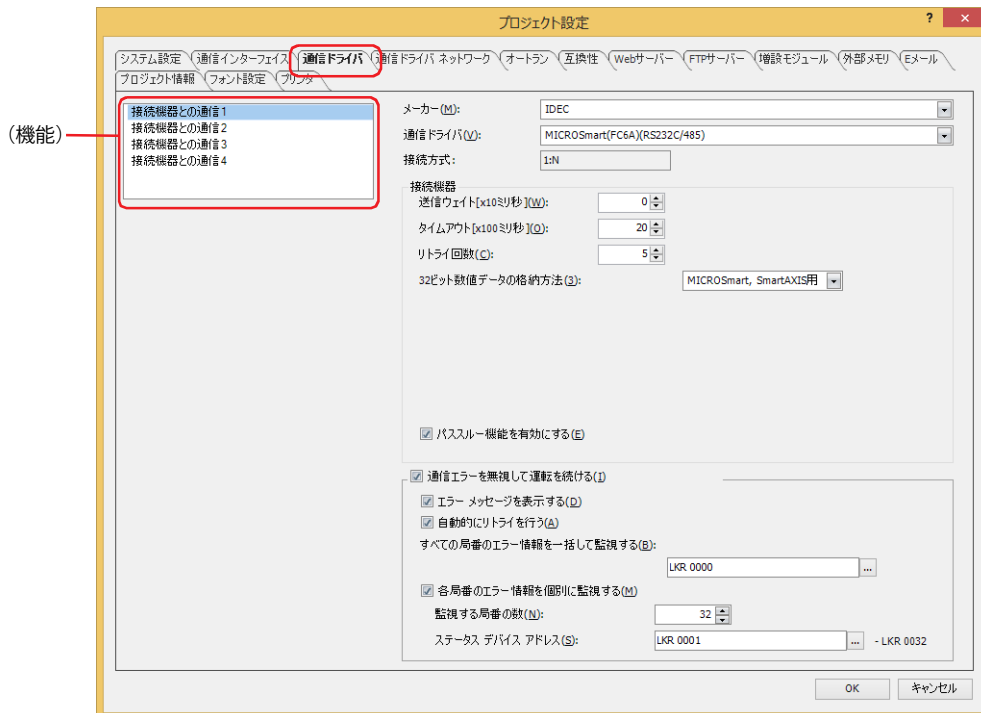 プロジェクト設定
? ×
システム設定 通信インターフェイス 通信ドライバ 通信ドライバ ネットワーク オートラン 互換性 Webサーバー FTPサーバー 増設モジュール 外部メモリ Eメール
プロジェクト情報 フォント設定 プリンタ
(機能)
接続機器との通信1
接続機器との通信2
接続機器との通信3
接続機器との通信4
メーカー(M): IDEC
通信ドライバ(V): MICROSmart(FC6A)(RS232C/485)
接続方式: 1:N
接続機器
送信ウェイト[x10ミリ秒](W): 0
タイムアウト[x100ミリ秒](O): 20
リトライ回数(C): 5
32ビット数値データの格納方法(3): MICROSmart, SmartAXIS用
パススルー機能を有効にする(E)
通信エラーを無視して運転を続ける(I)
エラー メッセージを表示する(D)
自動的にリトライを行う(A)
すべての局番のエラー情報を一括して監視する(B):
LKR 0000 ...
各局番のエラー情報を個別に監視する(M)
監視する局番の数(N): 32
ステータス デバイス アドレス(S): LKR 0001 ... - LKR 0032
OK キャンセル